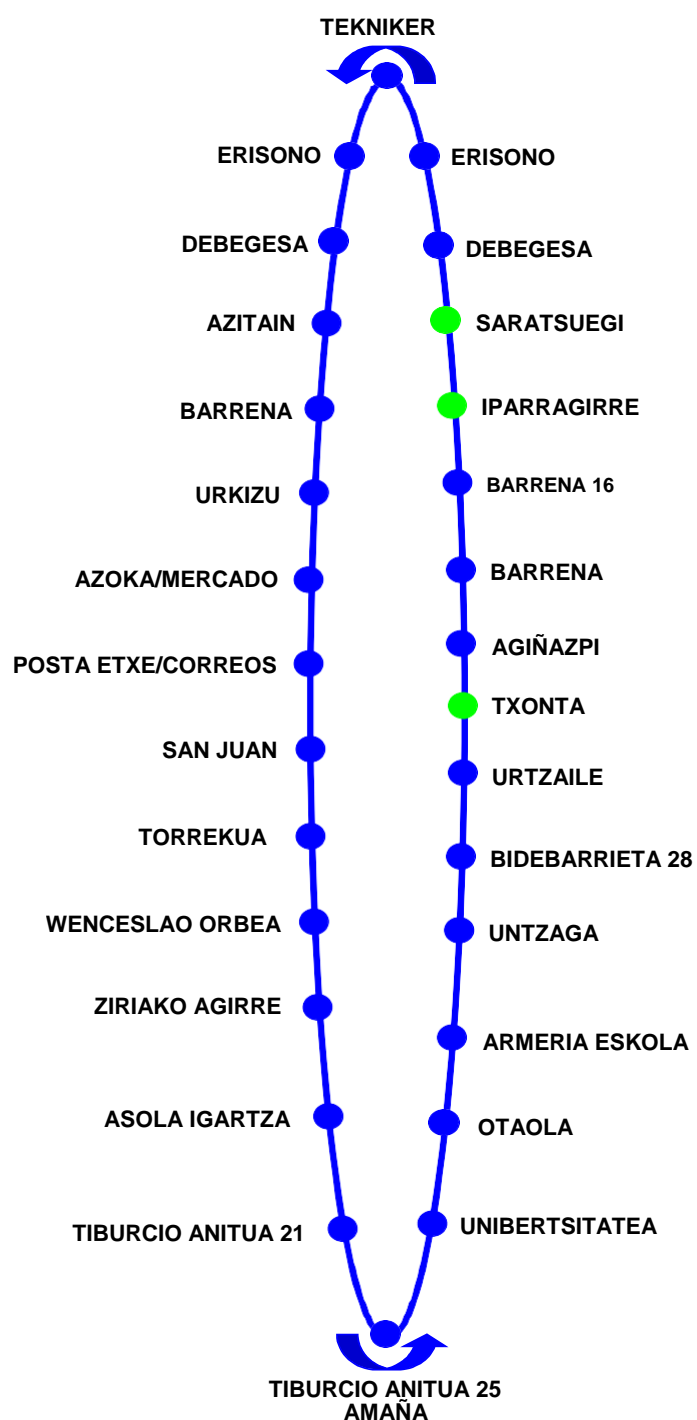 TEKNIKER
ERISONO
ERISONO
DEBEGESA
DEBEGESA
AZITAIN
SARATSUEGI
BARRENA
IPARRAGIRRE
URKIZU
BARRENA 16
AZOKA/MERCADO
BARRENA
POSTA ETXE/CORREOS
AGIÑAZPI
TXONTA
SAN JUAN
URTZAILE
TORREKUA
BIDEBARRIETA 28
WENCESLAO ORBEA
UNTZAGA
ZIRIAKO AGIRRE
ARMERIA ESKOLA
ASOLA IGARTZA
OTAOLA
TIBURCIO ANITUA 21
UNIBERTSITATEA
TIBURCIO ANITUA 25
AMAÑA